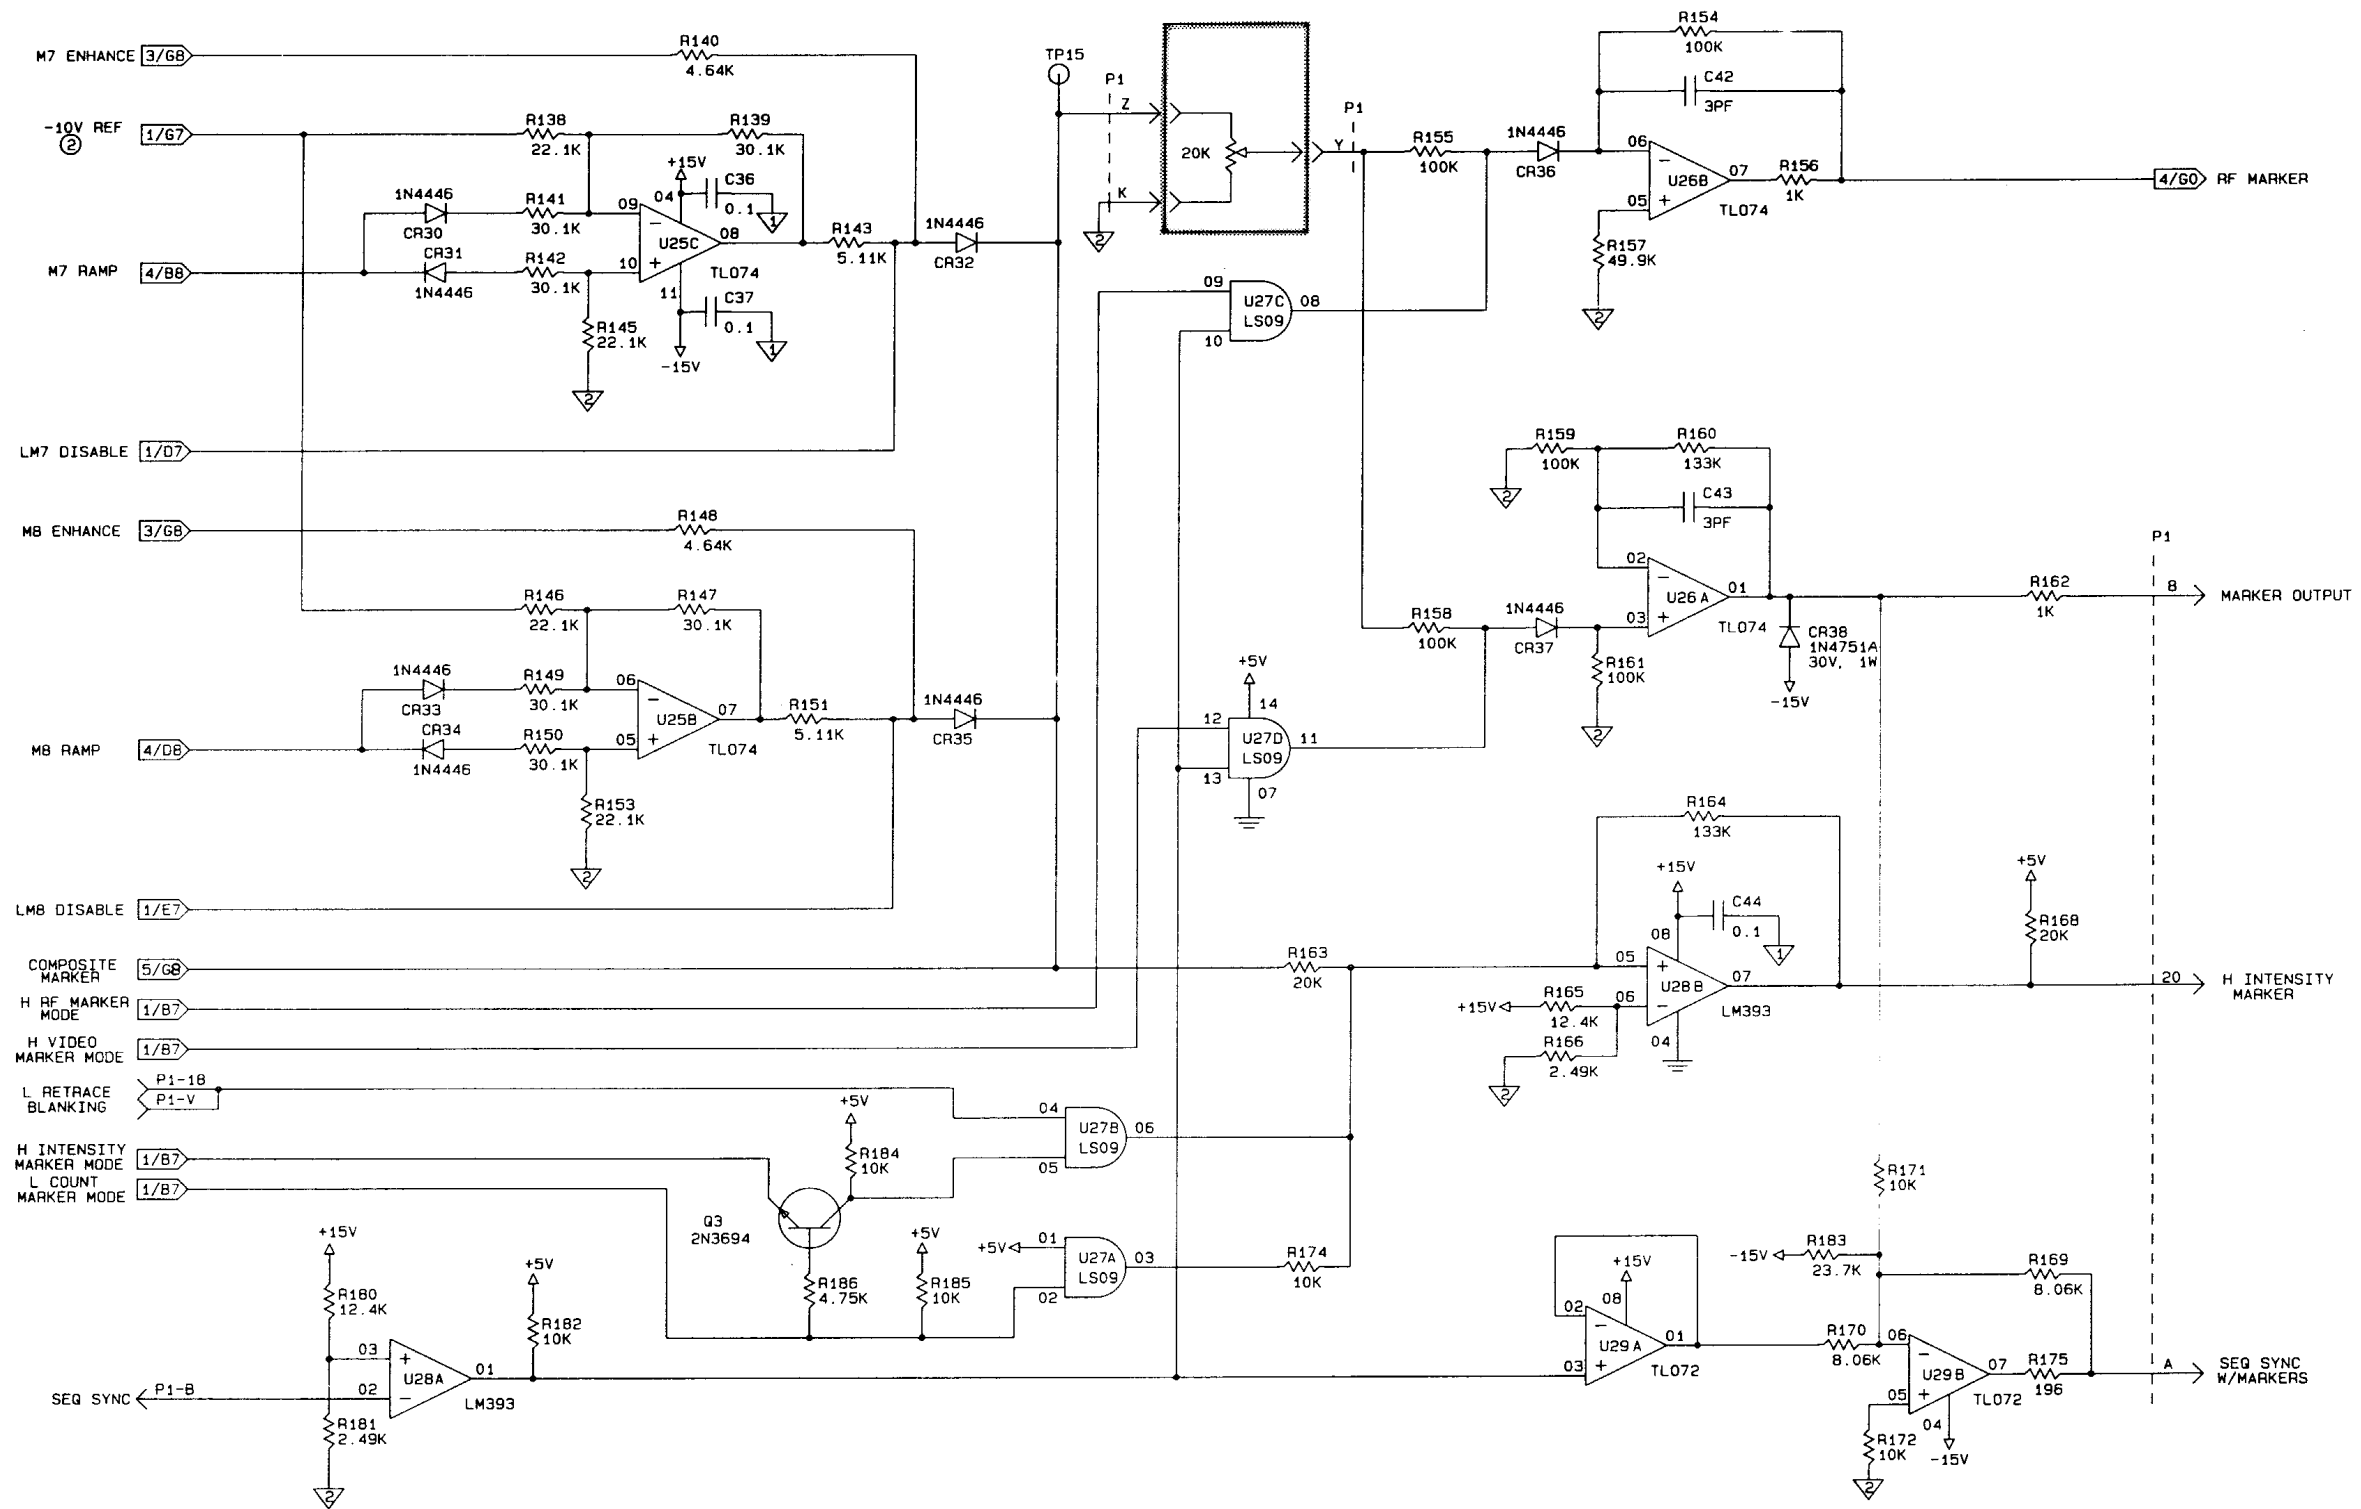 M7 ENHANCE 3/G8
R140
4.64K
-10V REF
2
1/G7
R138
22.1K
R139
30.1K
+15V
04
C36
0.1
1
1N4446
CR30
R141
30.1K
09
U25C
08
TL074
R143
5.11K
1N4446
CR32
M7 RAMP 4/B8
CR31
1N4446
R142
30.1K
10
11
C37
0.1
1
-15V
R145
22.1K
2
LM7 DISABLE 1/D7
M8 ENHANCE 3/G8
R148
4.64K
R146
22.1K
R147
30.1K
1N4446
CR33
R149
30.1K
06
U25B
07
TL074
R151
5.11K
1N4446
CR35
M8 RAMP 4/D8
CR34
1N4446
R150
30.1K
05
R153
22.1K
2
LM8 DISABLE 1/E7
COMPOSITE
MARKER
5/G8
H RF MARKER
MODE
1/B7
H VIDEO
MARKER MODE
1/B7
L RETRACE
BLANKING
P1-18
P1-V
H INTENSITY
MARKER MODE
1/B7
L COUNT
MARKER MODE
1/B7
TP15
P1
Z
K
2
20K
P1
Y
R155
100K
1N4446
CR36
R154
100K
C42
3PF
06
U26B
07
05
TL074
R156
1K
4/G0 RF MARKER
R157
49.9K
2
09
U27C
LS09
08
10
R159
100K
2
R160
133K
C43
3PF
02
U26A
01
03
TL074
R158
100K
1N4446
CR37
R161
100K
2
CR38
1N4751A
30V, 1W
-15V
R162
1K
P1
8
MARKER OUTPUT
+5V
14
12
U27D
LS09
11
13
07
R164
133K
+15V
C44
0.1
1
08
R163
20K
05
U28B
07
06
LM393
04
+15V
R165
12.4K
R166
2.49K
2
+5V
R168
20K
20
H INTENSITY
MARKER
+5V
R184
10K
04
U27B
LS09
06
05
Q3
2N3694
R186
4.75K
+5V
R185
10K
+5V
01
U27A
LS09
03
02
R174
10K
+15V
R180
12.4K
+5V
R182
10K
03
U28A
01
02
LM393
SEQ SYNC
P1-B
R181
2.49K
2
+15V
08
02
U29A
01
03
TL072
R171
10K
-15V
R183
23.7K
R169
8.06K
R170
8.06K
06
U29B
07
05
TL072
04
-15V
R175
196
R172
10K
2
A
SEQ SYNC
W/MARKERS